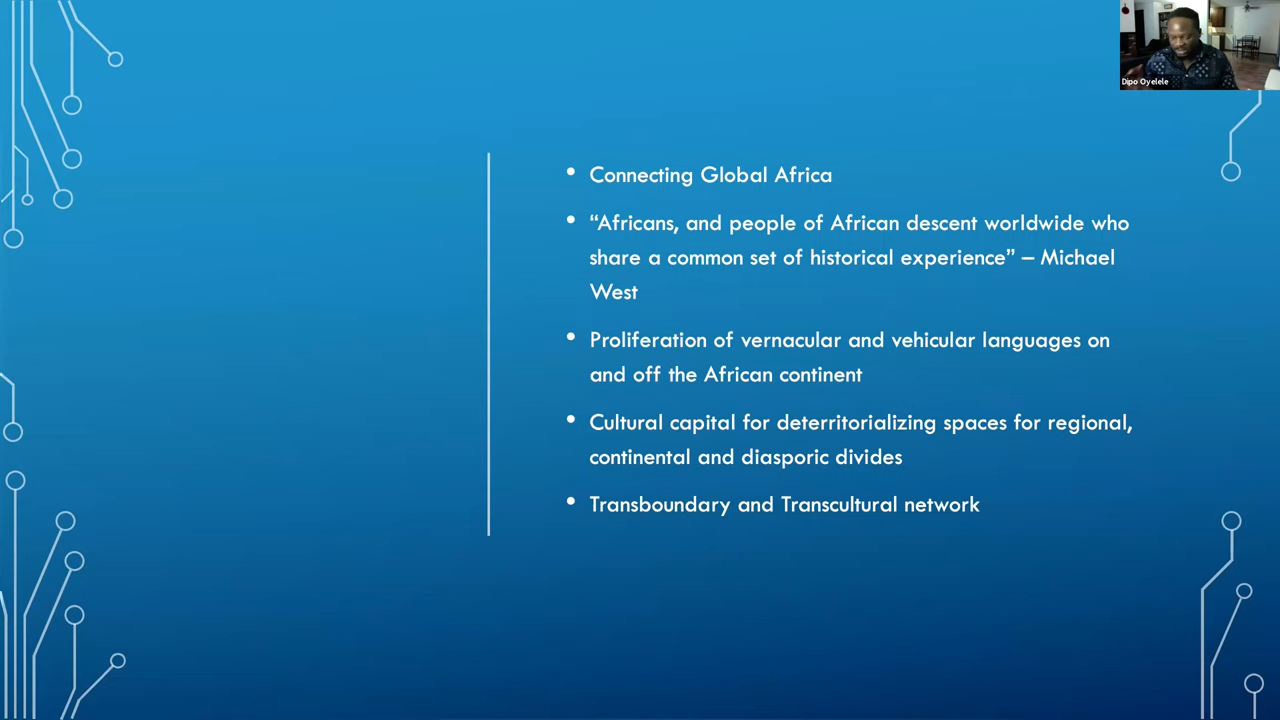 Dipo Oyelele
• Connecting Global Africa
• “Africans, and people of African descent worldwide who
share a common set of historical experience” – Michael
West
• Proliferation of vernacular and vehicular languages on
and off the African continent
• Cultural capital for deterritorializing spaces for regional,
continental and diasporic divides
• Transboundary and Transcultural network